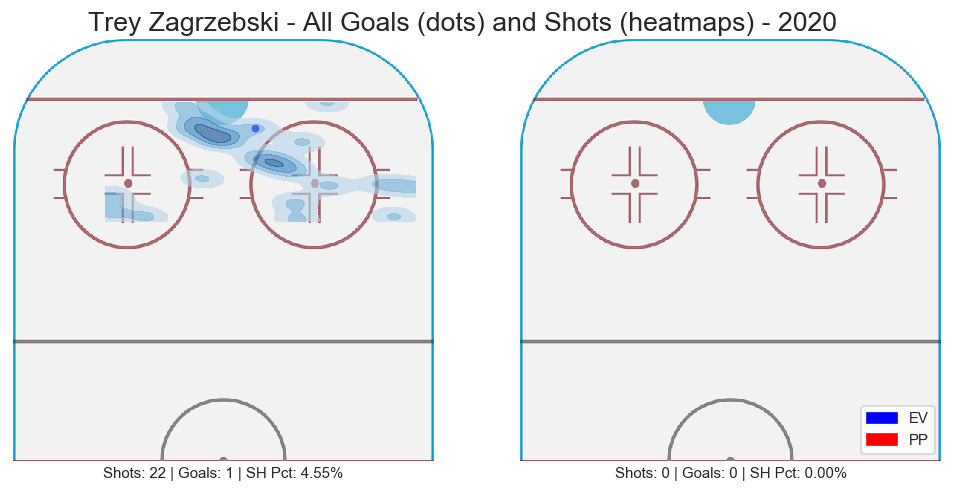 Trey Zagrzebski - All Goals (dots) and Shots (heatmaps) - 2020
EV
PP
Shots: 22 | Goals: 1 | SH Pct: 4.55%
Shots: 0 | Goals: 0 | SH Pct: 0.00%